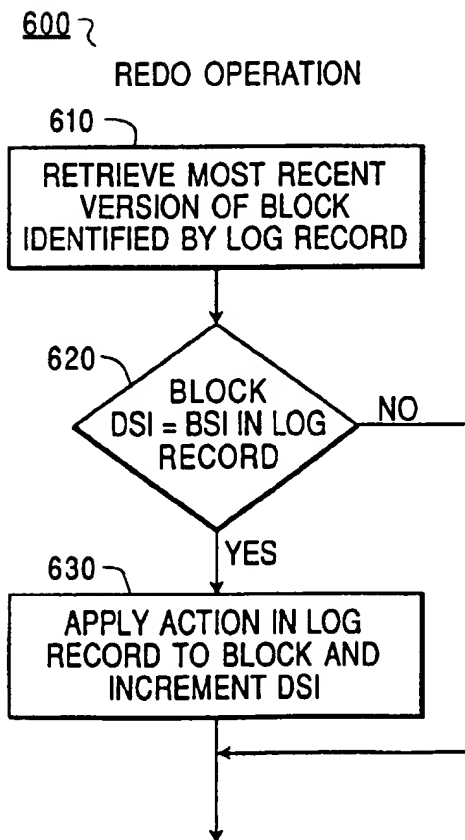 600
REDO OPERATION
610
RETRIEVE MOST RECENT
VERSION OF BLOCK
IDENTIFIED BY LOG RECORD
620
BLOCK
DSI = BSI IN LOG
RECORD
NO
YES
630
APPLY ACTION IN LOG
RECORD TO BLOCK AND
INCREMENT DSI